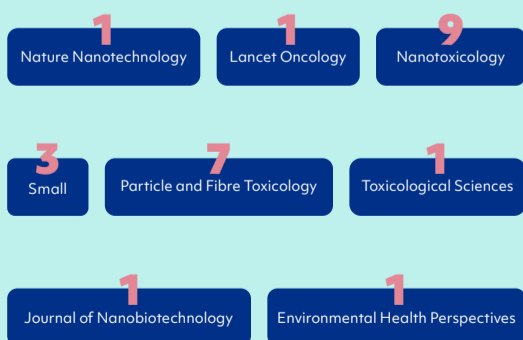 1
Nature Nanotechnology
1
Lancet Oncology
9
Nanotoxicology
3
Small
7
Particle and Fibre Toxicology
1
Toxicological Sciences
1
Journal of Nanobiotechnology
1
Environmental Health Perspectives